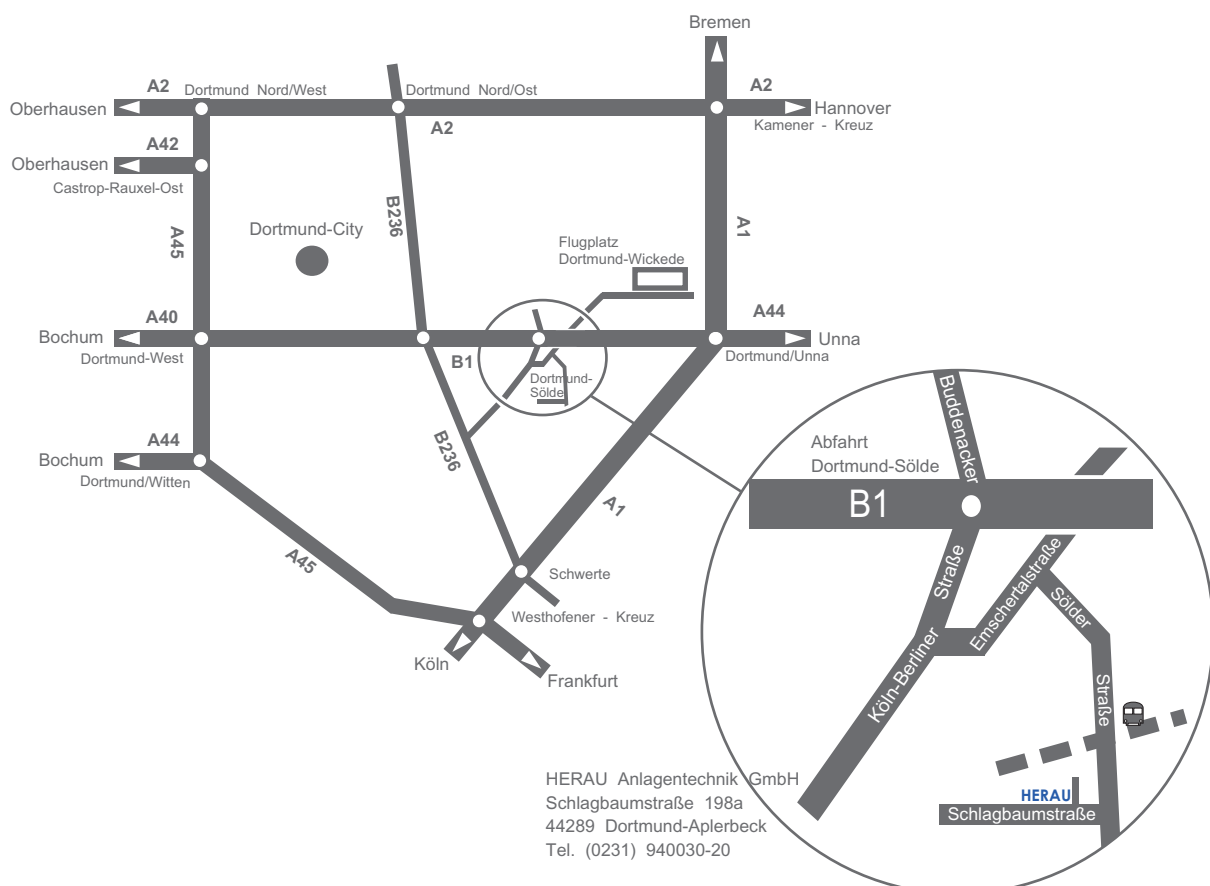 Bremen
A2
Dortmund Nord/West
Dortmund Nord/Ost
A2
Oberhausen
Hannover
A2
Kamener - Kreuz
A42
Oberhausen
Castrop-Rauxel-Ost
B236
A45
A1
Dortmund-City
Flugplatz
Dortmund-Wickede
A40
A44
Bochum
Unna
Dortmund-West
B1
Dortmund/Unna
Dortmund-
Sölde
Buddenacker
A44
B236
Abfahrt
Bochum
Dortmund-Sölde
Dortmund/Witten
B1
A1
A45
Straße
Emschertalstraße
Schwerte
Sölder
Westhofener - Kreuz
Köln
Köln-Berliner
Frankfurt
Straße
HERAU Anlagentechnik GmbH
Schlagbaumstraße 198a
44289 Dortmund-Aplerbeck
Tel. (0231) 940030-20
HERAU
Schlagbaumstraße